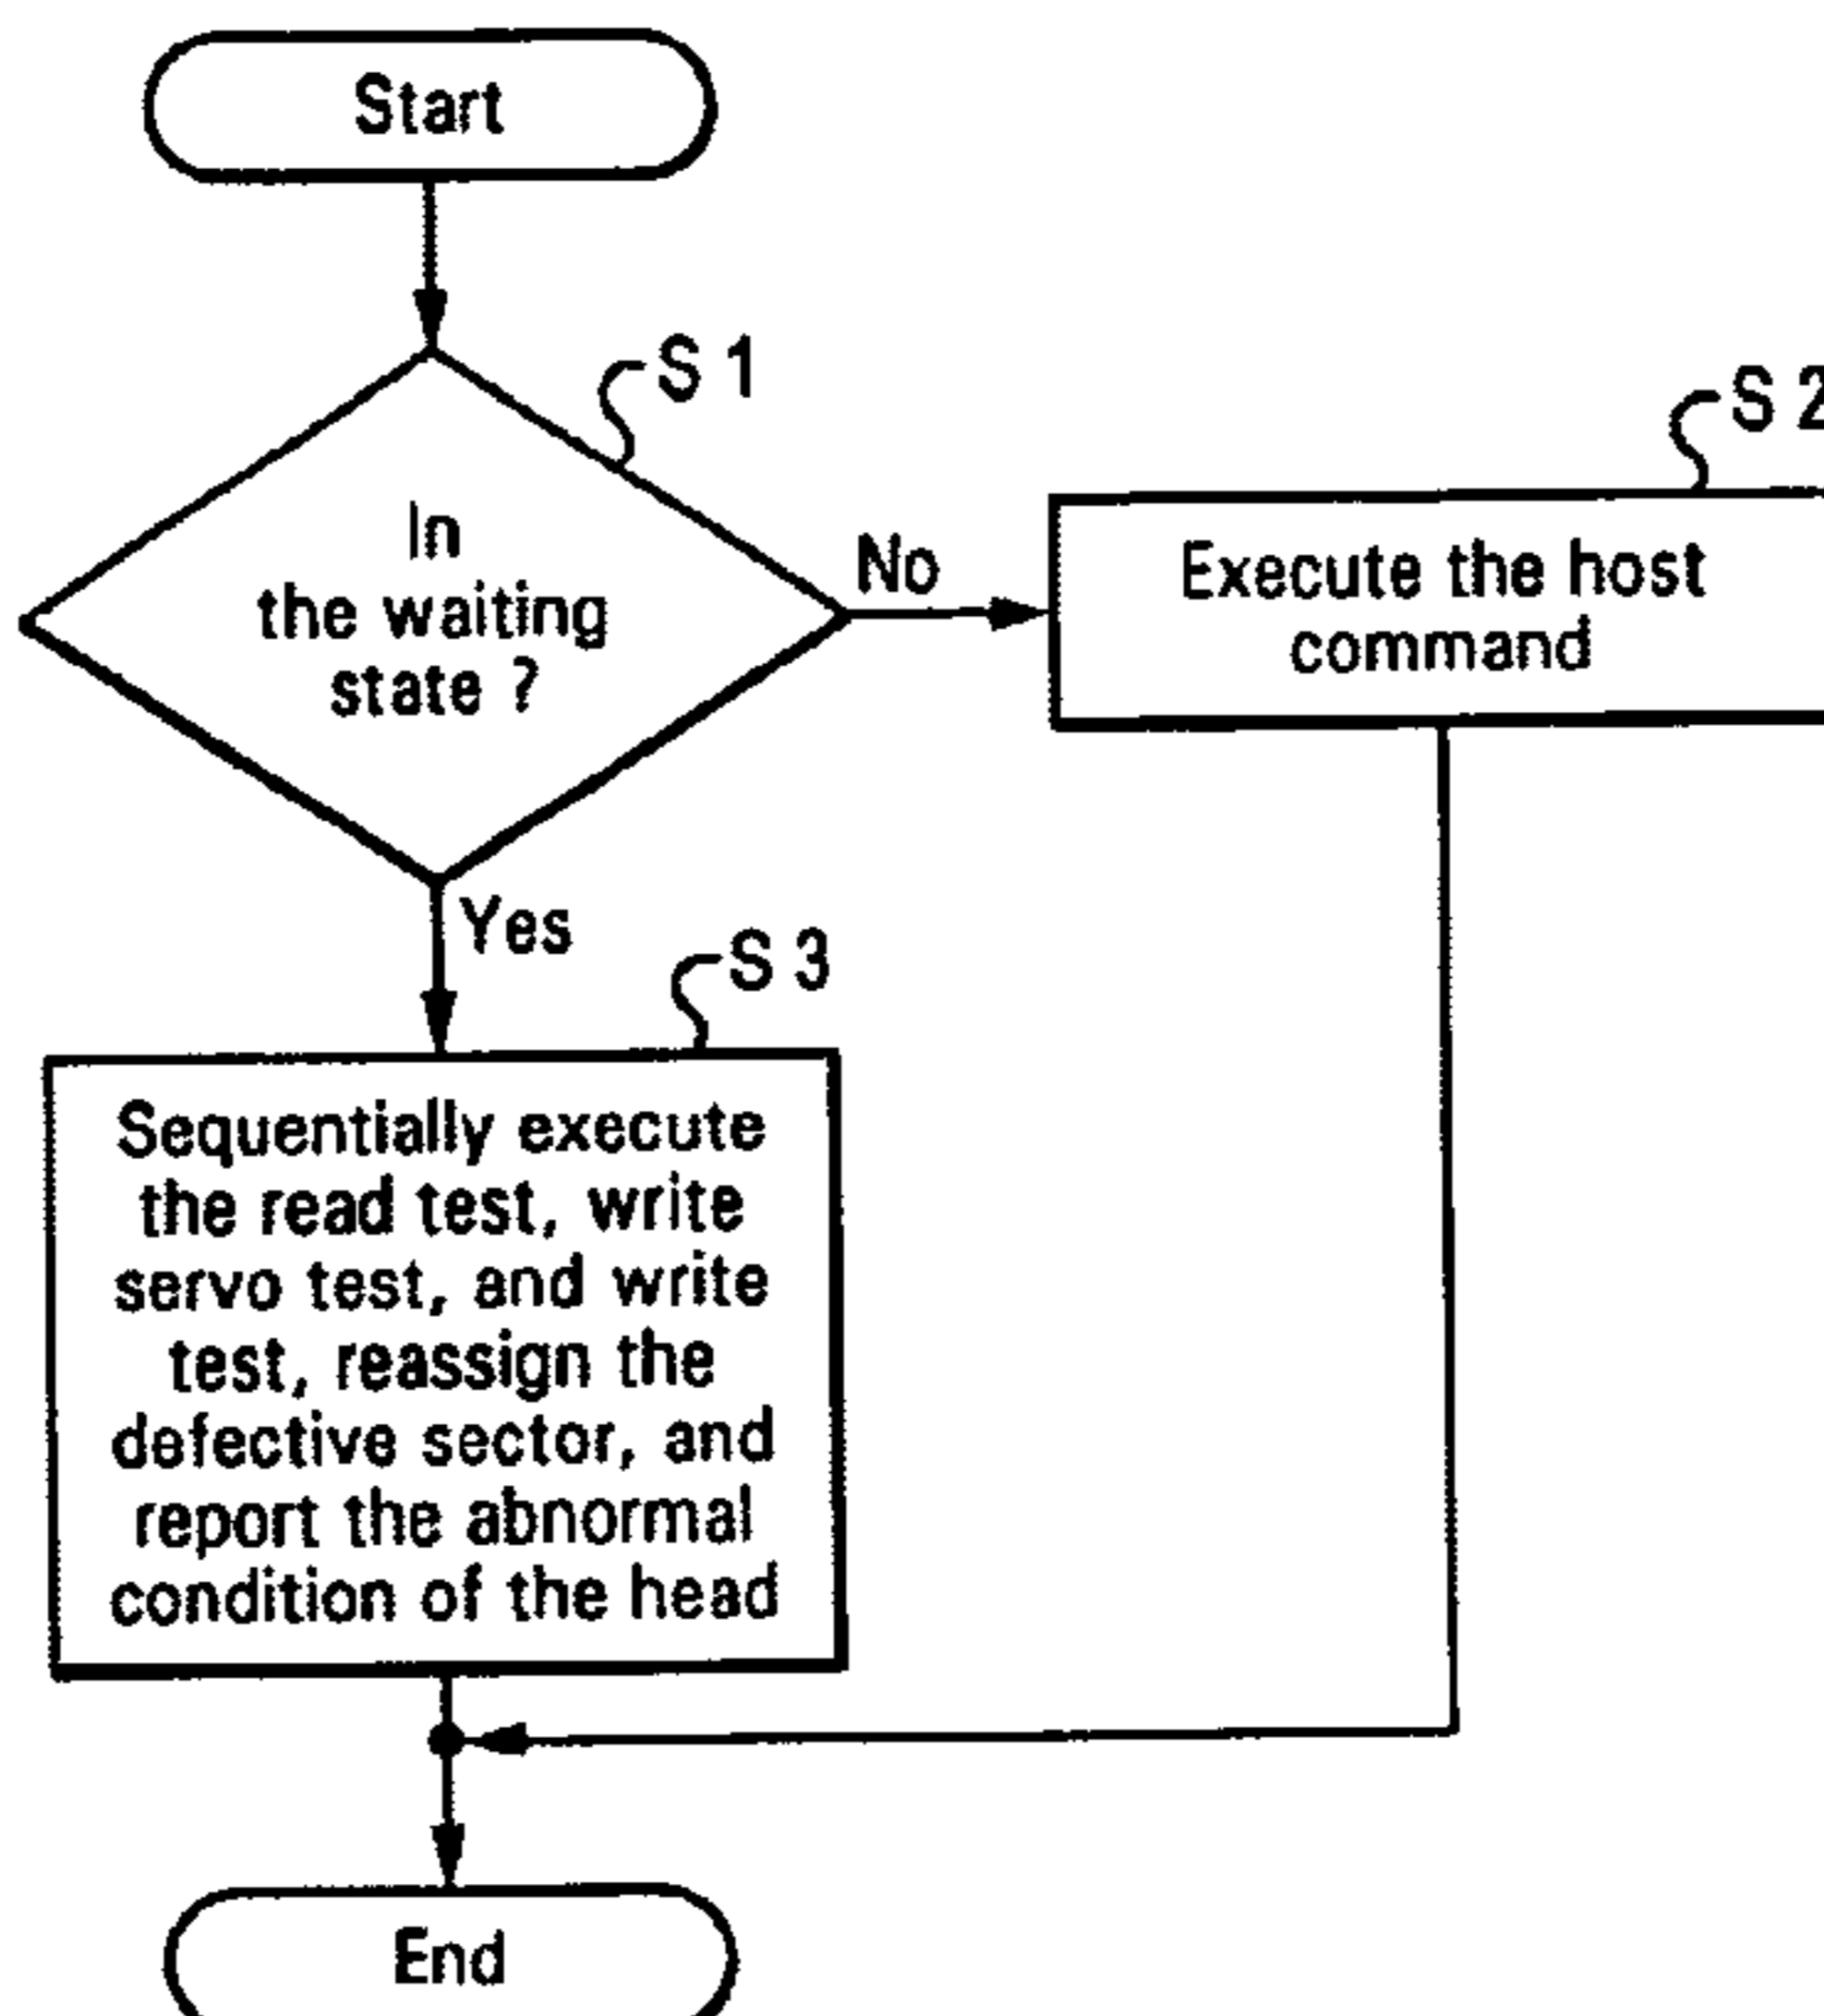 Start
S 1
S 2
In
the waiting
state ?
No
Execute the host
command
Yes
S 3
Sequentially execute
the read test, write
servo test, and write
test, reassign the
defective sector, and
report the abnormal
condition of the head
End